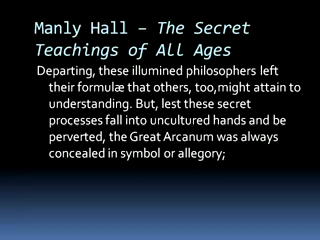 Manly Hall – The Secret
Teachings of All Ages
Departing, these illumined philosophers left
their formulæ that others, too,might attain to
understanding. But, lest these secret
processes fall into uncultured hands and be
perverted, the Great Arcanum was always
concealed in symbol or allegory;